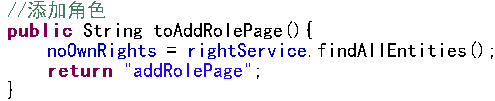 //添加角色
public String toAddRolePage(){
noOwnRights = rightService.findAllEntities();
return "addRolePage";
}